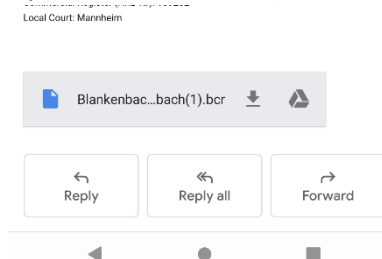 Local Court: Mannheim
Blankenbac...bach(1).bcr
Reply
Reply all
Forward